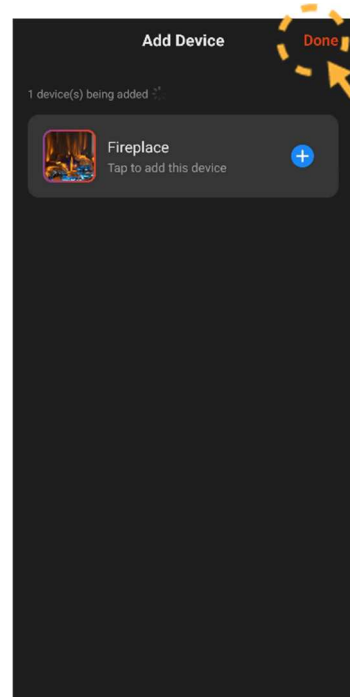 Add Device
Done
1 device(s) being added
Fireplace
Tap to add this device